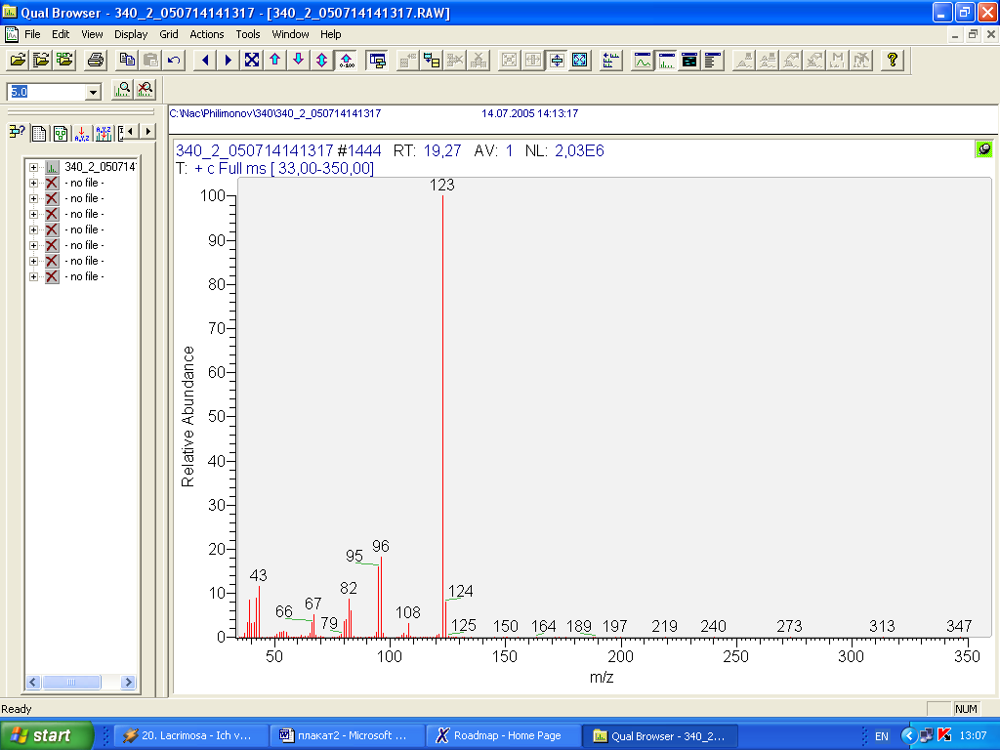 Qual Browser - 340_2_050714141317 - [340_2_050714141317.RAW]
File Edit View Display Grid Actions Tools Window Help
5.0
C:\Nac\Philimonov\340\340_2_050714141317 14.07.2005 14:13:17
340_2_050714141317 #1444 RT: 19,27 AV: 1 NL: 2,03E6
T: + c Full ms [ 33,00-350,00]
340_2_05071
- no file -
- no file -
- no file -
- no file -
- no file -
- no file -
- no file -
123
100
90
80
70
60
50
40
30
20
10
0
Relative Abundance
43
66
67
79
82
95
96
108
124
125
150
164
189
197
219
240
273
313
347
50 100 150 200 250 300 350
m/z
Ready NUM
start 20. Lacrimosa - Ich v... плакат2 - Microsoft ... Roadmap - Home Page Qual Browser - 340_2... EN 13:07